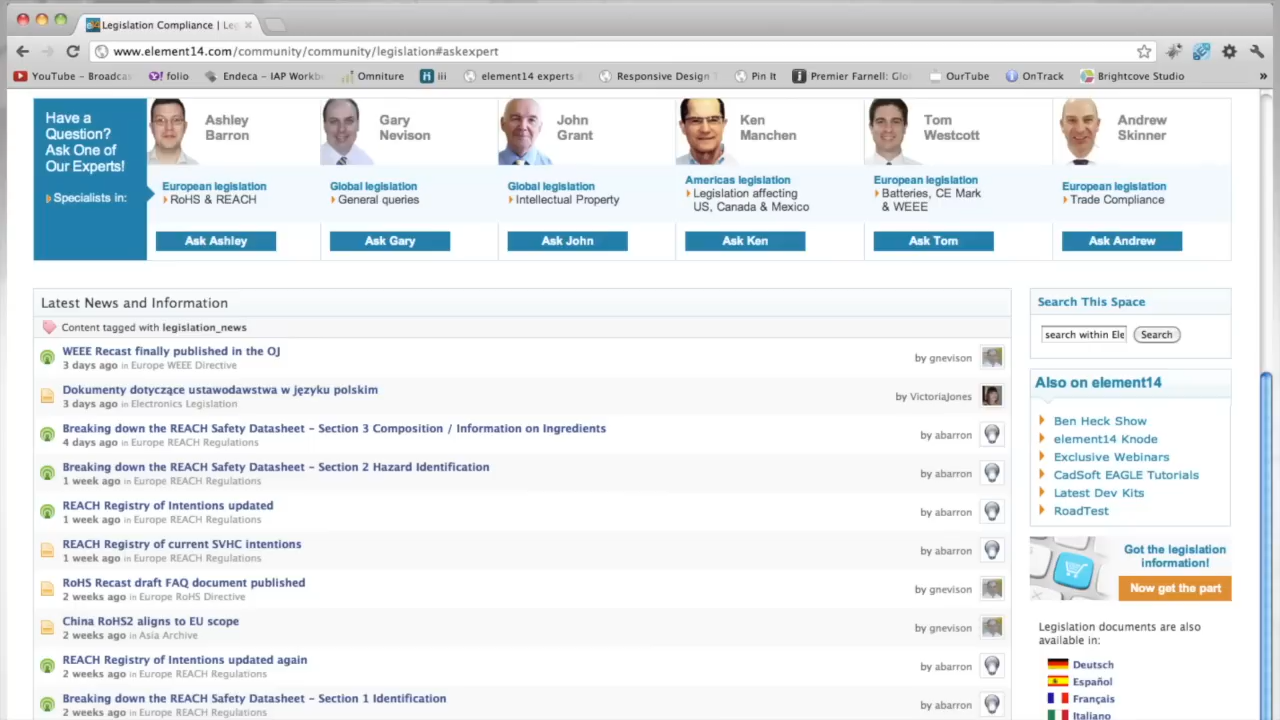 Legislation Compliance | Le
www.element14.com/community/community/legislation#askexpert
YouTube – Broadcas
folio
Endeca – IAP Workb
Omniture
iii
element14 experts
Responsive Design
Pin It
Premier Farnell: Glo
OurTube
OnTrack
Brightcove Studio
»
Have a
Question?
Ask One of
Our Experts!
Specialists in:
Ashley
Barron
European legislation
RoHS & REACH
Ask Ashley
Gary
Nevison
Global legislation
General queries
Ask Gary
John
Grant
Global legislation
Intellectual Property
Ask John
Ken
Manchen
Americas legislation
Legislation affecting
US, Canada & Mexico
Ask Ken
Tom
Westcott
European legislation
Batteries, CE Mark
& WEEE
Ask Tom
Andrew
Skinner
European legislation
Trade Compliance
Ask Andrew
Latest News and Information
Content tagged with legislation_news
WEEE Recast finally published in the OJ
3 days ago in Europe WEEE Directive
by gnevison
Dokumenty dotyczące ustawodawstwa w języku polskim
3 days ago in Electronics Legislation
by VictoriaJones
Breaking down the REACH Safety Datasheet – Section 3 Composition / Information on Ingredients
4 days ago in Europe REACH Regulations
by abarron
Breaking down the REACH Safety Datasheet – Section 2 Hazard Identification
1 week ago in Europe REACH Regulations
by abarron
REACH Registry of Intentions updated
1 week ago in Europe REACH Regulations
by abarron
REACH Registry of current SVHC intentions
1 week ago in Europe REACH Regulations
by abarron
RoHS Recast draft FAQ document published
2 weeks ago in Europe RoHS Directive
by gnevison
China RoHS2 aligns to EU scope
2 weeks ago in Asia Archive
by gnevison
REACH Registry of Intentions updated again
2 weeks ago in Europe REACH Regulations
by abarron
Breaking down the REACH Safety Datasheet – Section 1 Identification
2 weeks ago in Europe REACH Regulations
by abarron
Search This Space
search within Ele
Search
Also on element14
Ben Heck Show
element14 Knode
Exclusive Webinars
CadSoft EAGLE Tutorials
Latest Dev Kits
RoadTest
Got the legislation
information!
Now get the part
Legislation documents are also
available in:
Deutsch
Español
Français
Italiano